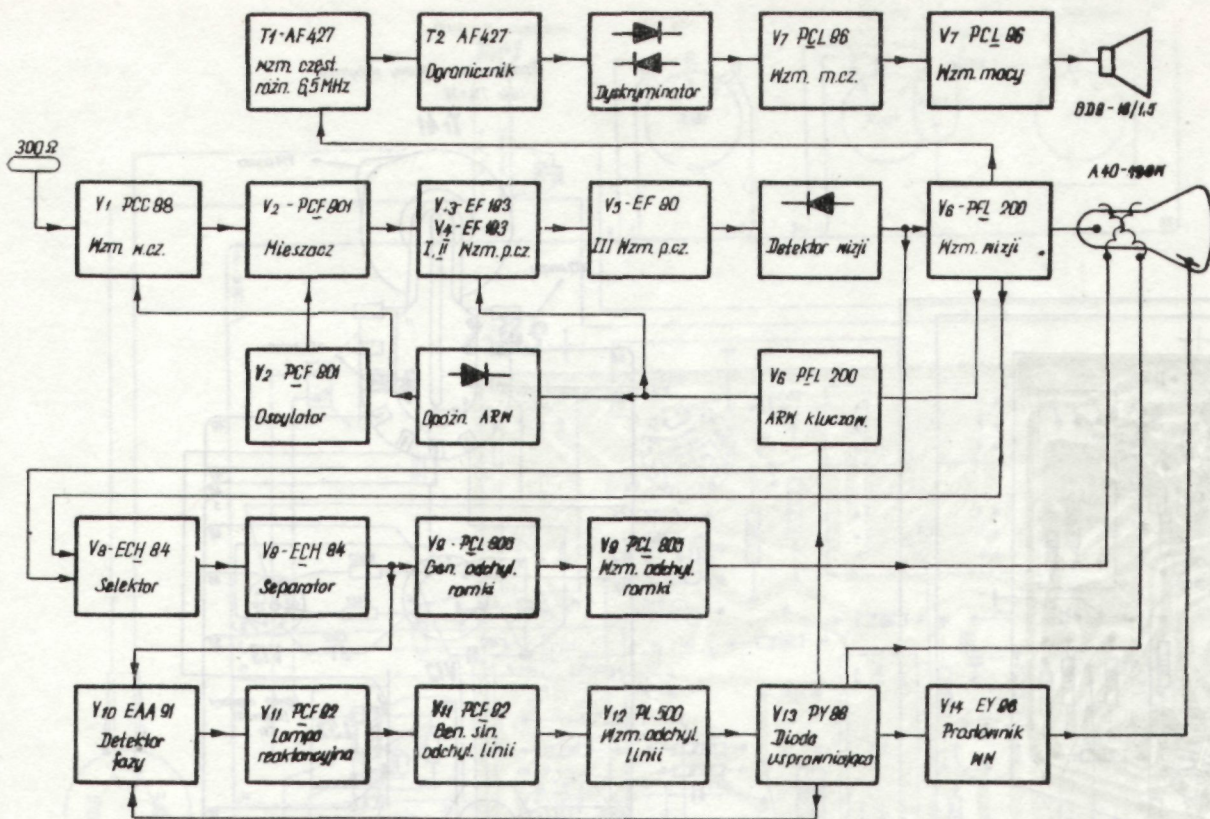 T1-AF427
wzm. częst.
różn. 6,5MHz
T2 AF427
Ogranicznik
Dyskryminator
V7 PCL86
Wzm. m.cz.
V7 PCL 86
Wzm. mocy
GD8-18/1,5
300Ω
V1 PCC 88
Wzm. w.cz.
V2 - PCF 801
Mieszacz
V3-EF 183
V4-EF 183
I, II Wzm. p.cz.
V5-EF 80
III Wzm. p.cz.
Detektor wizji
V6-PFL 200
Wzm. wizji
V2 PCF 801
Oscylator
Opóźn. ARW
V6 PFL 200
ARW kluczow.
V8-ECH 84
Selektor
V8-ECH 84
Separator
V9-PCL 805
Gen. odchyl.
ramki
V9 PCL 805
Wzm. odchyl.
ramki
V10 EAA 91
Detektor
fazy
V11 PCF 82
Lampa
reaktancyjna
V11 PCF 82
Gen. sin.
odchyl. linii
V12 PL 500
Wzm. odchyl.
linii
V13 PY 88
Dioda
usprawniająca
V14 EY 86
Prostownik
WN